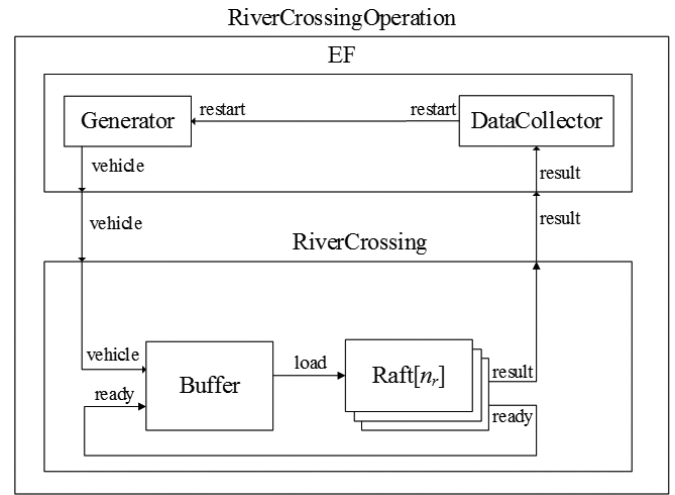 RiverCrossingOperation
EF
Generator
restart
restart
DataCollector
vehicle
result
vehicle
result
RiverCrossing
vehicle
Buffer
load
Raft[nᵣ]
result
ready
ready